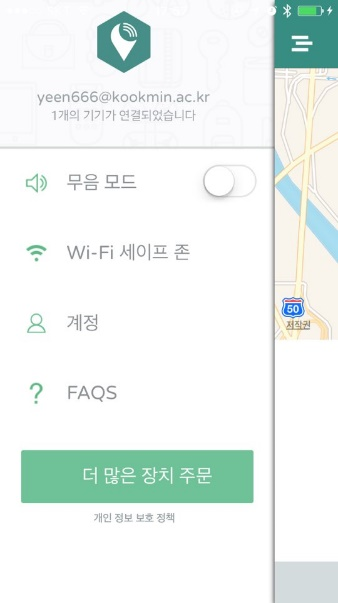 yeen666@kookmin.ac.kr
1개의 기기가 연결되었습니다
무음 모드
Wi-Fi 세이프 존
계정
FAQS
더 많은 장치 주문
개인 정보 보호 정책
50
저작권